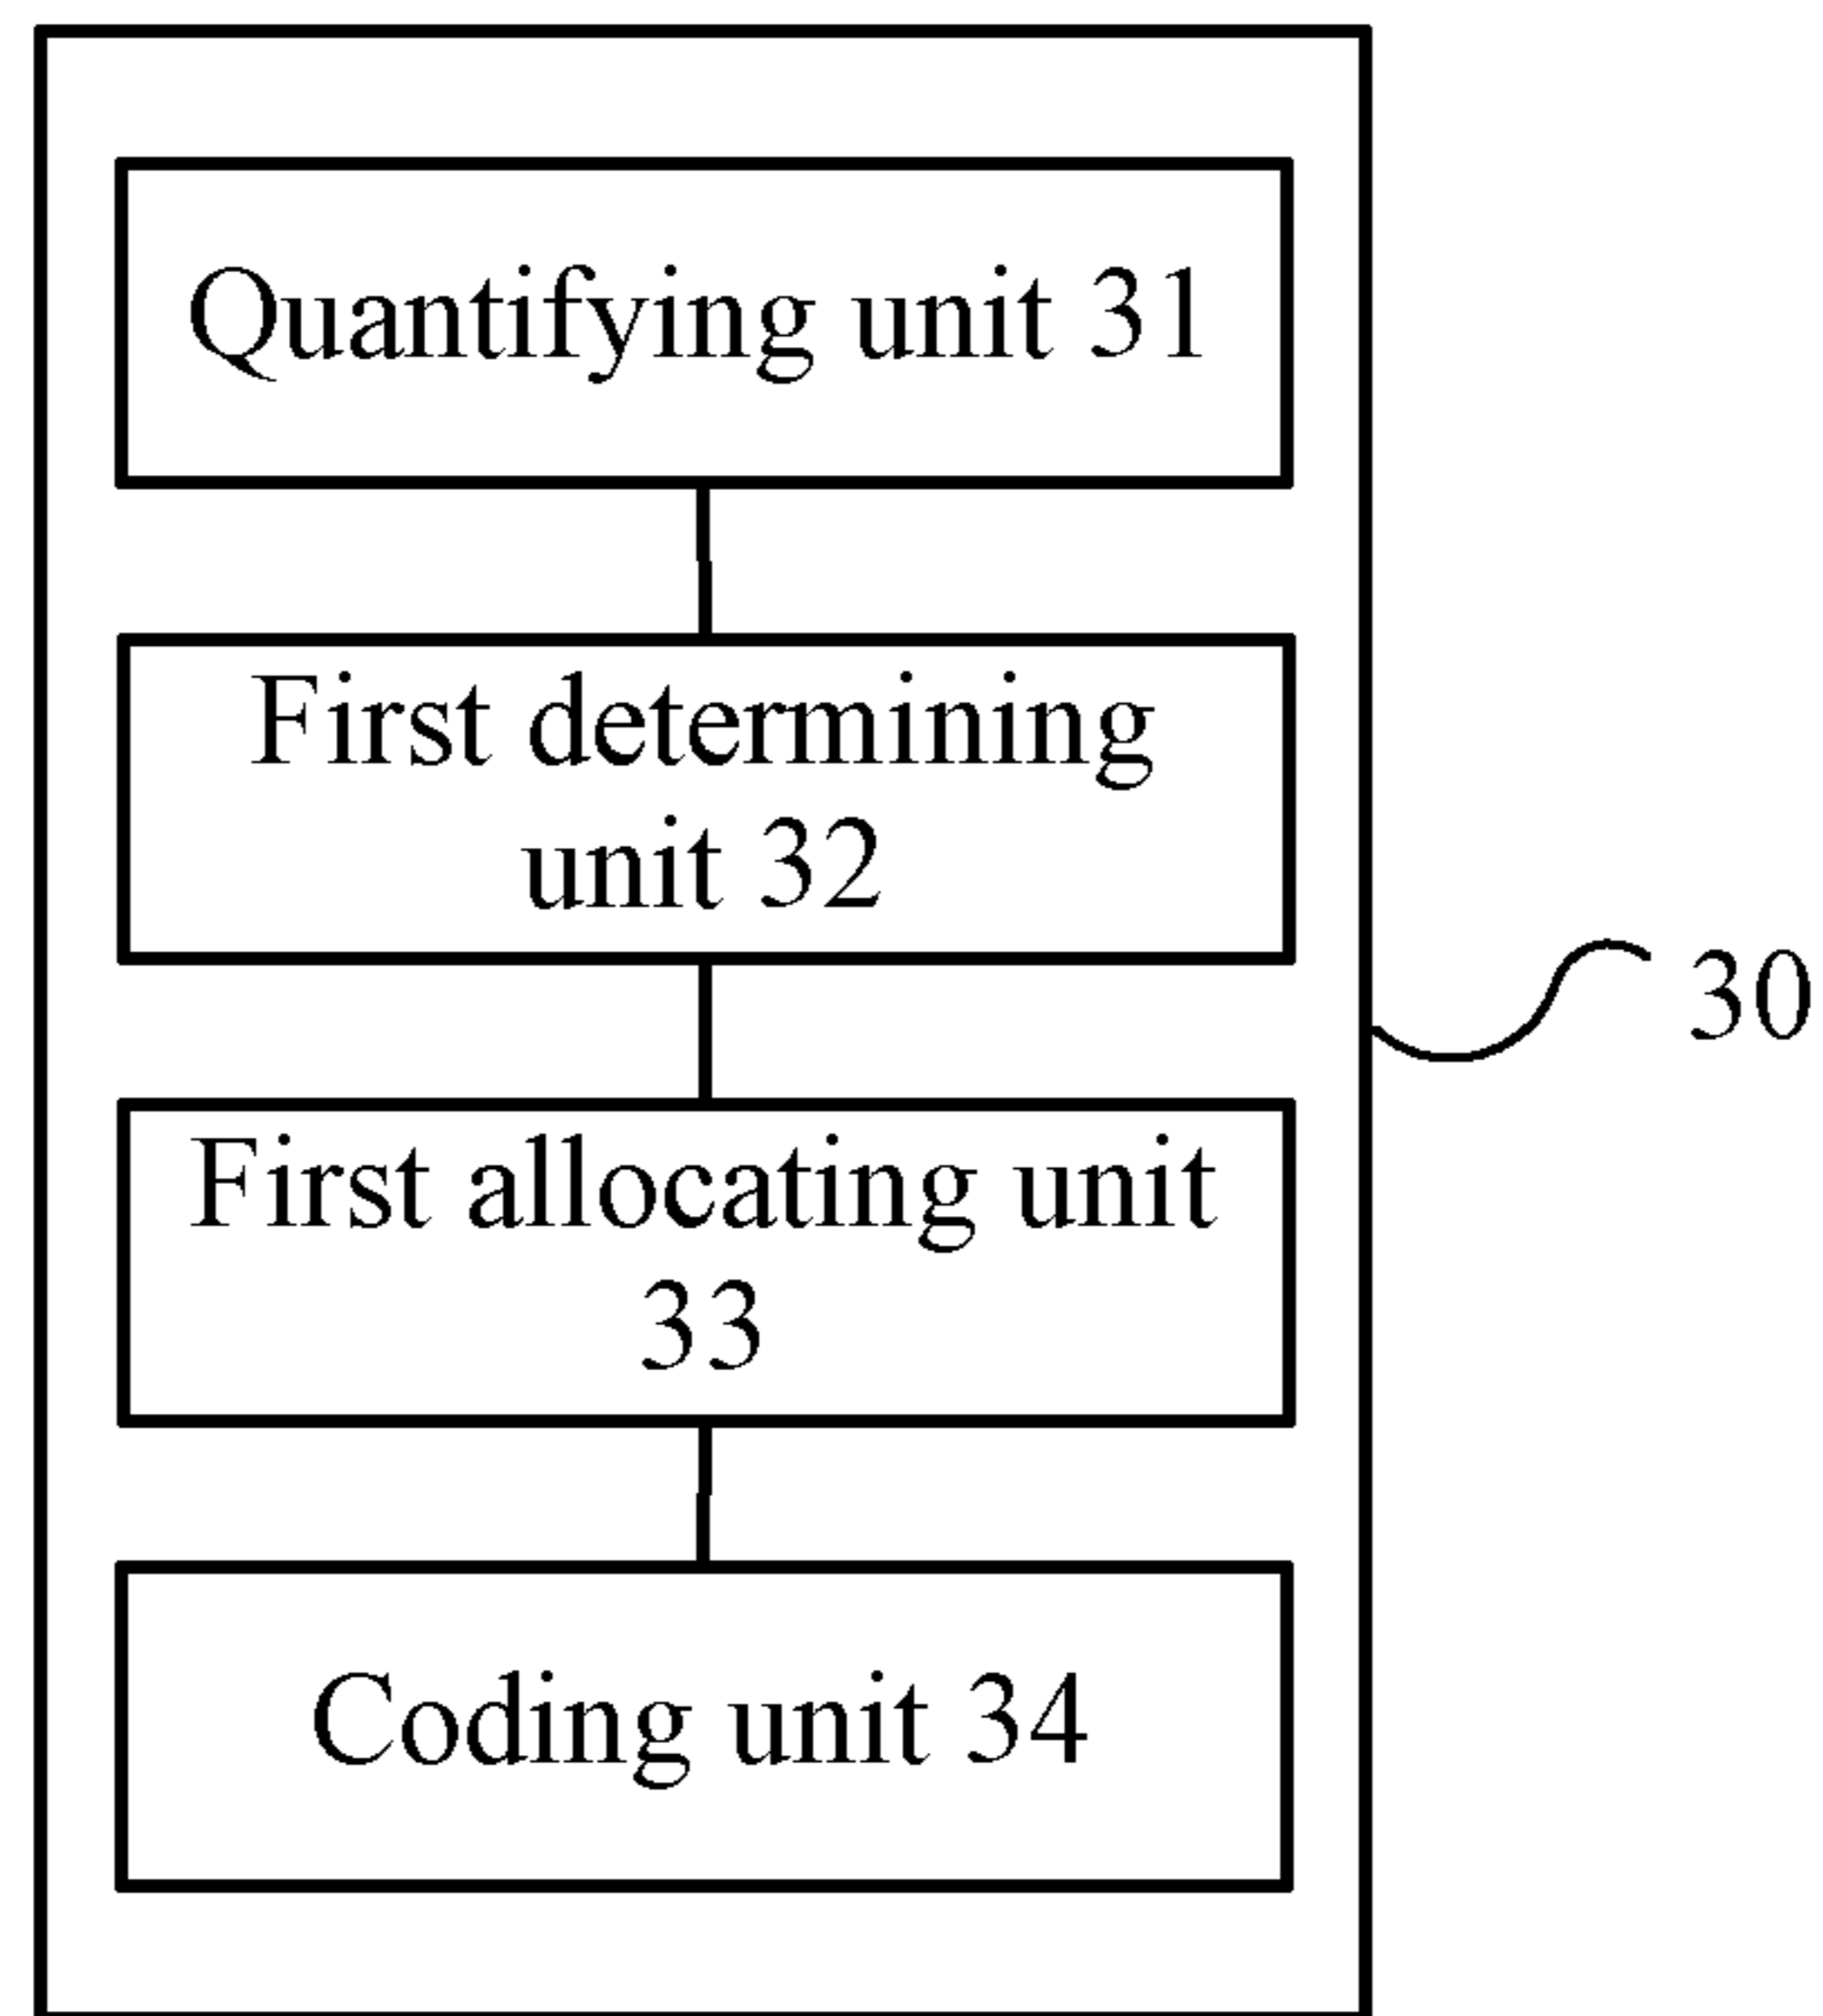 Quantifying unit 31
First determining
unit 32
30
First allocating unit
33
Coding unit 34